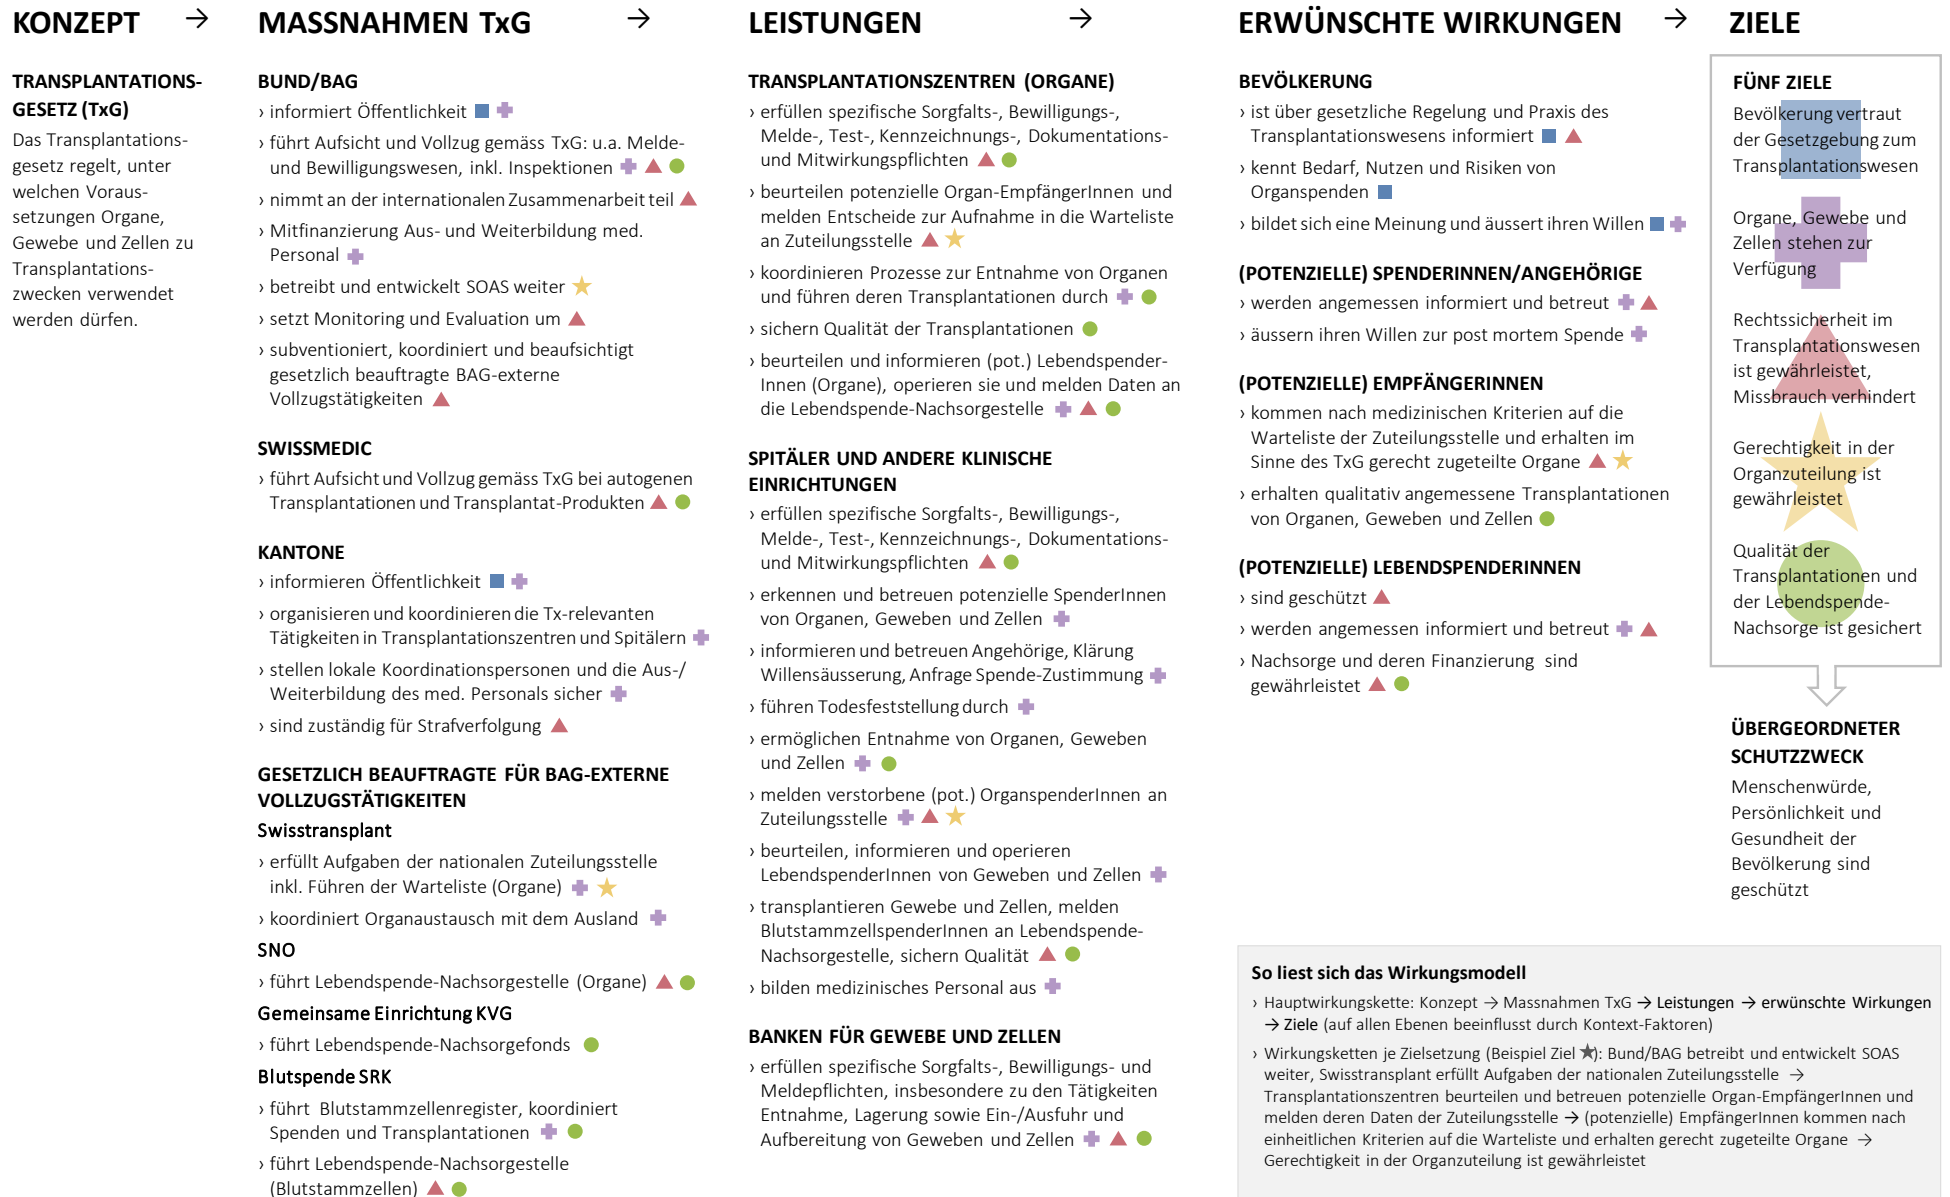 KONZEPT →
TRANSPLANTATIONS-
GESETZ (TxG)
Das Transplantations-
gesetz regelt, unter
welchen Voraus-
setzungen Organe,
Gewebe und Zellen zu
Transplantations-
zwecken verwendet
werden dürfen.
MASSNAHMEN TxG →
BUND/BAG
› informiert Öffentlichkeit
› führt Aufsicht und Vollzug gemäss TxG: u.a. Melde-
und Bewilligungswesen, inkl. Inspektionen
› nimmt an der internationalen Zusammenarbeit teil
› Mitfinanzierung Aus- und Weiterbildung med.
Personal
› betreibt und entwickelt SOAS weiter
› setzt Monitoring und Evaluation um
› subventioniert, koordiniert und beaufsichtigt
gesetzlich beauftragte BAG-externe
Vollzugstätigkeiten
SWISSMEDIC
› führt Aufsicht und Vollzug gemäss TxG bei autogenen
Transplantationen und Transplantat-Produkten
KANTONE
› informieren Öffentlichkeit
› organisieren und koordinieren die Tx-relevanten
Tätigkeiten in Transplantationszentren und Spitälern
› stellen lokale Koordinationspersonen und die Aus-/
Weiterbildung des med. Personals sicher
› sind zuständig für Strafverfolgung
GESETZLICH BEAUFTRAGTE FÜR BAG-EXTERNE
VOLLZUGSTÄTIGKEITEN
Swisstransplant
› erfüllt Aufgaben der nationalen Zuteilungsstelle
inkl. Führen der Warteliste (Organe)
› koordiniert Organaustausch mit dem Ausland
SNO
› führt Lebendspende-Nachsorgestelle (Organe)
Gemeinsame Einrichtung KVG
› führt Lebendspende-Nachsorgefonds
Blutspende SRK
› führt Blutstammzellenregister, koordiniert
Spenden und Transplantationen
› führt Lebendspende-Nachsorgestelle
(Blutstammzellen)
LEISTUNGEN →
TRANSPLANTATIONSZENTREN (ORGANE)
› erfüllen spezifische Sorgfalts-, Bewilligungs-,
Melde-, Test-, Kennzeichnungs-, Dokumentations-
und Mitwirkungspflichten
› beurteilen potenzielle Organ-EmpfängerInnen und
melden Entscheide zur Aufnahme in die Warteliste
an Zuteilungsstelle
› koordinieren Prozesse zur Entnahme von Organen
und führen deren Transplantationen durch
› sichern Qualität der Transplantationen
› beurteilen und informieren (pot.) Lebendspender-
Innen (Organe), operieren sie und melden Daten an
die Lebendspende-Nachsorgestelle
SPITÄLER UND ANDERE KLINISCHE
EINRICHTUNGEN
› erfüllen spezifische Sorgfalts-, Bewilligungs-,
Melde-, Test-, Kennzeichnungs-, Dokumentations-
und Mitwirkungspflichten
› erkennen und betreuen potenzielle SpenderInnen
von Organen, Geweben und Zellen
› informieren und betreuen Angehörige, Klärung
Willensäusserung, Anfrage Spende-Zustimmung
› führen Todesfeststellung durch
› ermöglichen Entnahme von Organen, Geweben
und Zellen
› melden verstorbene (pot.) OrganspenderInnen an
Zuteilungsstelle
› beurteilen, informieren und operieren
LebendspenderInnen von Geweben und Zellen
› transplantieren Gewebe und Zellen, melden
BlutstammzellspenderInnen an Lebendspende-
Nachsorgestelle, sichern Qualität
› bilden medizinisches Personal aus
BANKEN FÜR GEWEBE UND ZELLEN
› erfüllen spezifische Sorgfalts-, Bewilligungs- und
Meldepflichten, insbesondere zu den Tätigkeiten
Entnahme, Lagerung sowie Ein-/Ausfuhr und
Aufbereitung von Geweben und Zellen
ERWÜNSCHTE WIRKUNGEN →
BEVÖLKERUNG
› ist über gesetzliche Regelung und Praxis des
Transplantationswesens informiert
› kennt Bedarf, Nutzen und Risiken von
Organspenden
› bildet sich eine Meinung und äussert ihren Willen
(POTENZIELLE) SPENDERINNEN/ANGEHÖRIGE
› werden angemessen informiert und betreut
› äussern ihren Willen zur post mortem Spende
(POTENZIELLE) EMPFÄNGERINNEN
› kommen nach medizinischen Kriterien auf die
Warteliste der Zuteilungsstelle und erhalten im
Sinne des TxG gerecht zugeteilte Organe
› erhalten qualitativ angemessene Transplantationen
von Organen, Geweben und Zellen
(POTENZIELLE) LEBENDSPENDERINNEN
› sind geschützt
› werden angemessen informiert und betreut
› Nachsorge und deren Finanzierung sind
gewährleistet
ZIELE
FÜNF ZIELE
Bevölkerung vertraut
der Gesetzgebung zum
Transplantationswesen
Organe, Gewebe und
Zellen stehen zur
Verfügung
Rechtssicherheit im
Transplantationswesen
ist gewährleistet,
Missbrauch verhindert
Gerechtigkeit in der
Organzuteilung ist
gewährleistet
Qualität der
Transplantationen und
der Lebendspende-
Nachsorge ist gesichert
ÜBERGEORDNETER
SCHUTZZWECK
Menschenwürde,
Persönlichkeit und
Gesundheit der
Bevölkerung sind
geschützt
So liest sich das Wirkungsmodell
› Hauptwirkungskette: Konzept → Massnahmen TxG → Leistungen → erwünschte Wirkungen
→ Ziele (auf allen Ebenen beeinflusst durch Kontext-Faktoren)
› Wirkungsketten je Zielsetzung (Beispiel Ziel ★): Bund/BAG betreibt und entwickelt SOAS
weiter, Swisstransplant erfüllt Aufgaben der nationalen Zuteilungsstelle →
Transplantationszentren beurteilen und betreuen potenzielle Organ-EmpfängerInnen und
melden deren Daten der Zuteilungsstelle → (potenzielle) EmpfängerInnen kommen nach
einheitlichen Kriterien auf die Warteliste und erhalten gerecht zugeteilte Organe →
Gerechtigkeit in der Organzuteilung ist gewährleistet